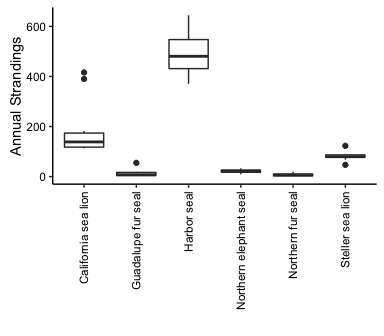 Annual Strandings
600
400
200
0
California sea lion
Guadalupe fur seal
Harbor seal
Northern elephant seal
Northern fur seal
Steller sea lion